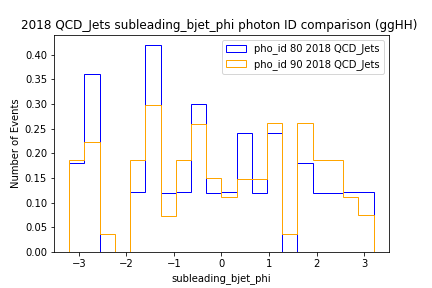 2018 QCD_Jets subleading_bjet_phi photon ID comparison (ggHH)
pho_id 80 2018 QCD_Jets
pho_id 90 2018 QCD_Jets
Number of Events
0.40
0.35
0.30
0.25
0.20
0.15
0.10
0.05
0.00
−3 −2 −1 0 1 2 3
subleading_bjet_phi